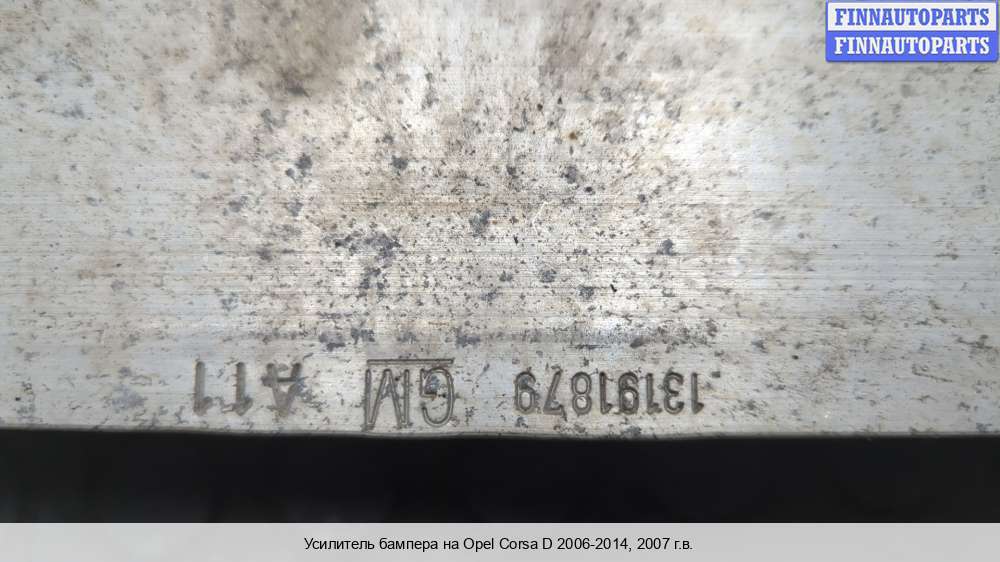 FINNAUTOPARTS
FINNAUTOPARTS
13191879 GM A11
Усилитель бампера на Opel Corsa D 2006-2014, 2007 г.в.